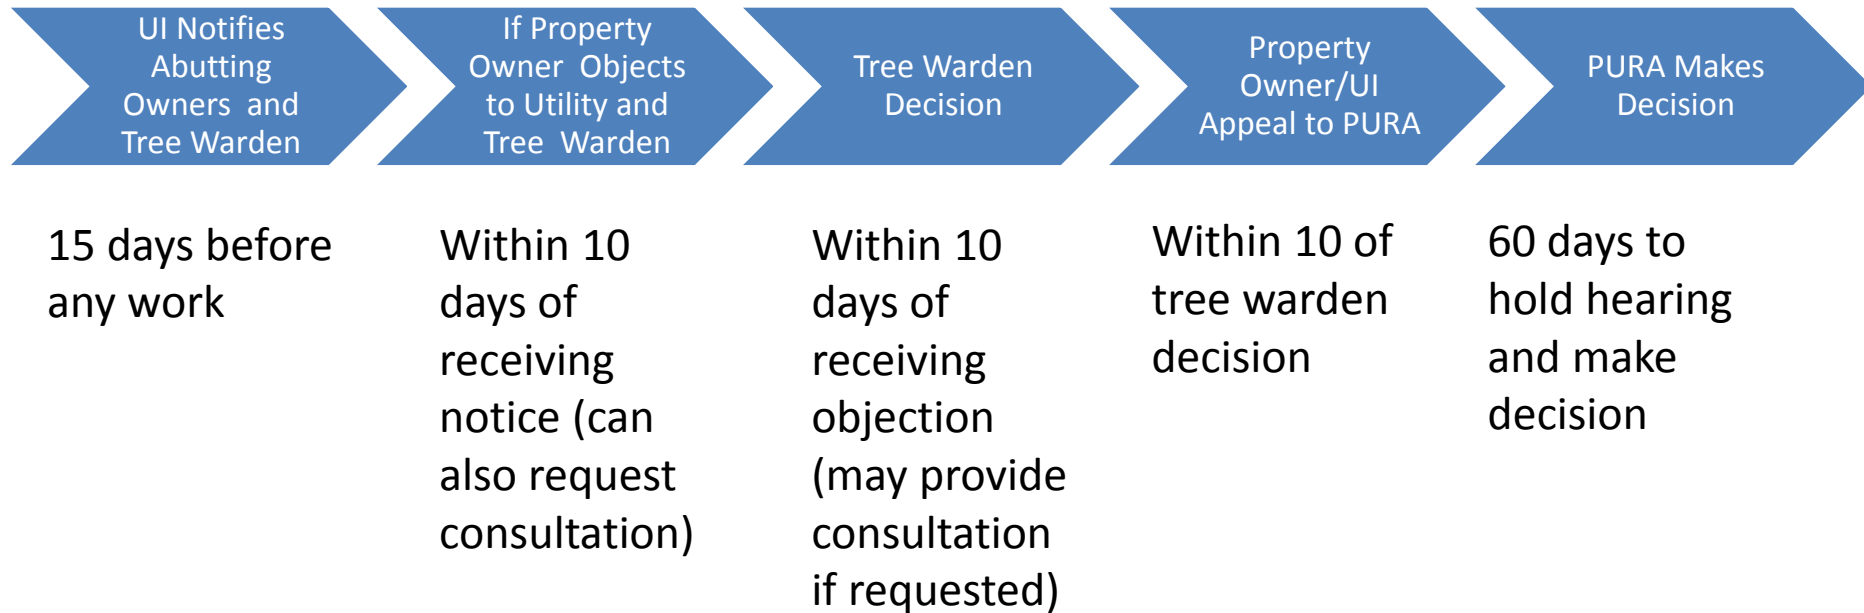 UI Notifies
Abutting
Owners and
Tree Warden
If Property
Owner Objects
to Utility and
Tree Warden
Tree Warden
Decision
Property
Owner/UI
Appeal to PURA
PURA Makes
Decision
15 days before
any work
Within 10
days of
receiving
notice (can
also request
consultation)
Within 10
days of
receiving
objection
(may provide
consultation
if requested)
Within 10 of
tree warden
decision
60 days to
hold hearing
and make
decision